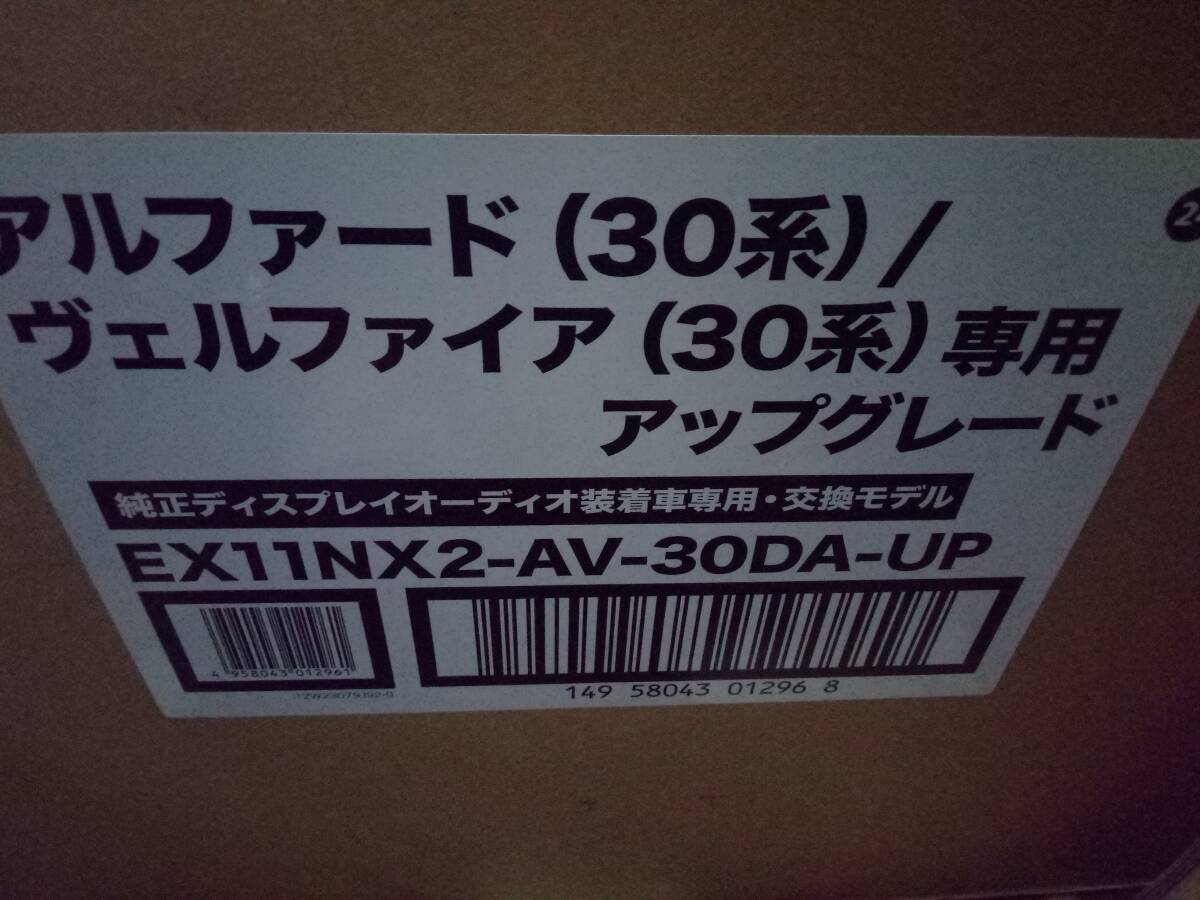 アルファード（30系）/
ヴェルファイア（30系）専用
アップグレード
純正ディスプレイオーディオ装着車専用・交換モデル
EX11NX2-AV-30DA-UP
4 958043 012961
149 58043 01296 8